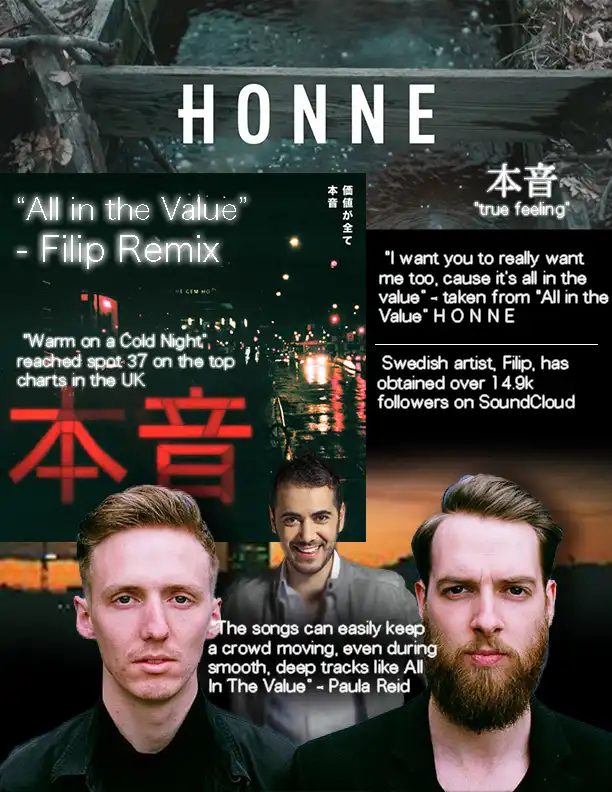 HONNE
本音
"true feeling"
“All in the Value”
- Filip Remix
価値が全て
本音
"I want you to really want
me too, cause it's all in the
value" - taken from "All in the
Value" H O N N E
"Warm on a Cold Night",
reached spot 37 on the top
charts in the UK
Swedish artist, Filip, has
obtained over 14.9k
followers on SoundCloud
本音
"The songs can easily keep
a crowd moving, even during
smooth, deep tracks like All
In The Value" - Paula Reid